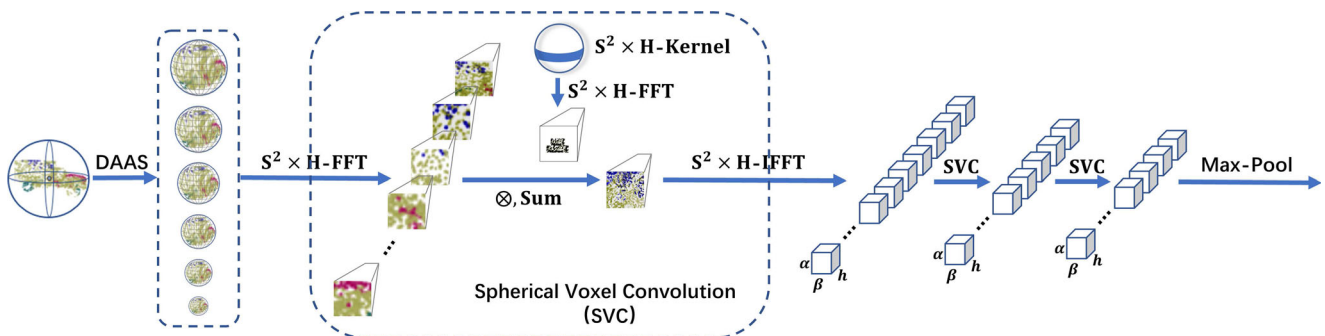 DAAS
S² × H-FFT
S² × H-Kernel
S² × H-FFT
⊗, Sum
Spherical Voxel Convolution
(SVC)
S² × H-IFFT
α
β
h
SVC
α
β
h
SVC
α
β
h
Max-Pool